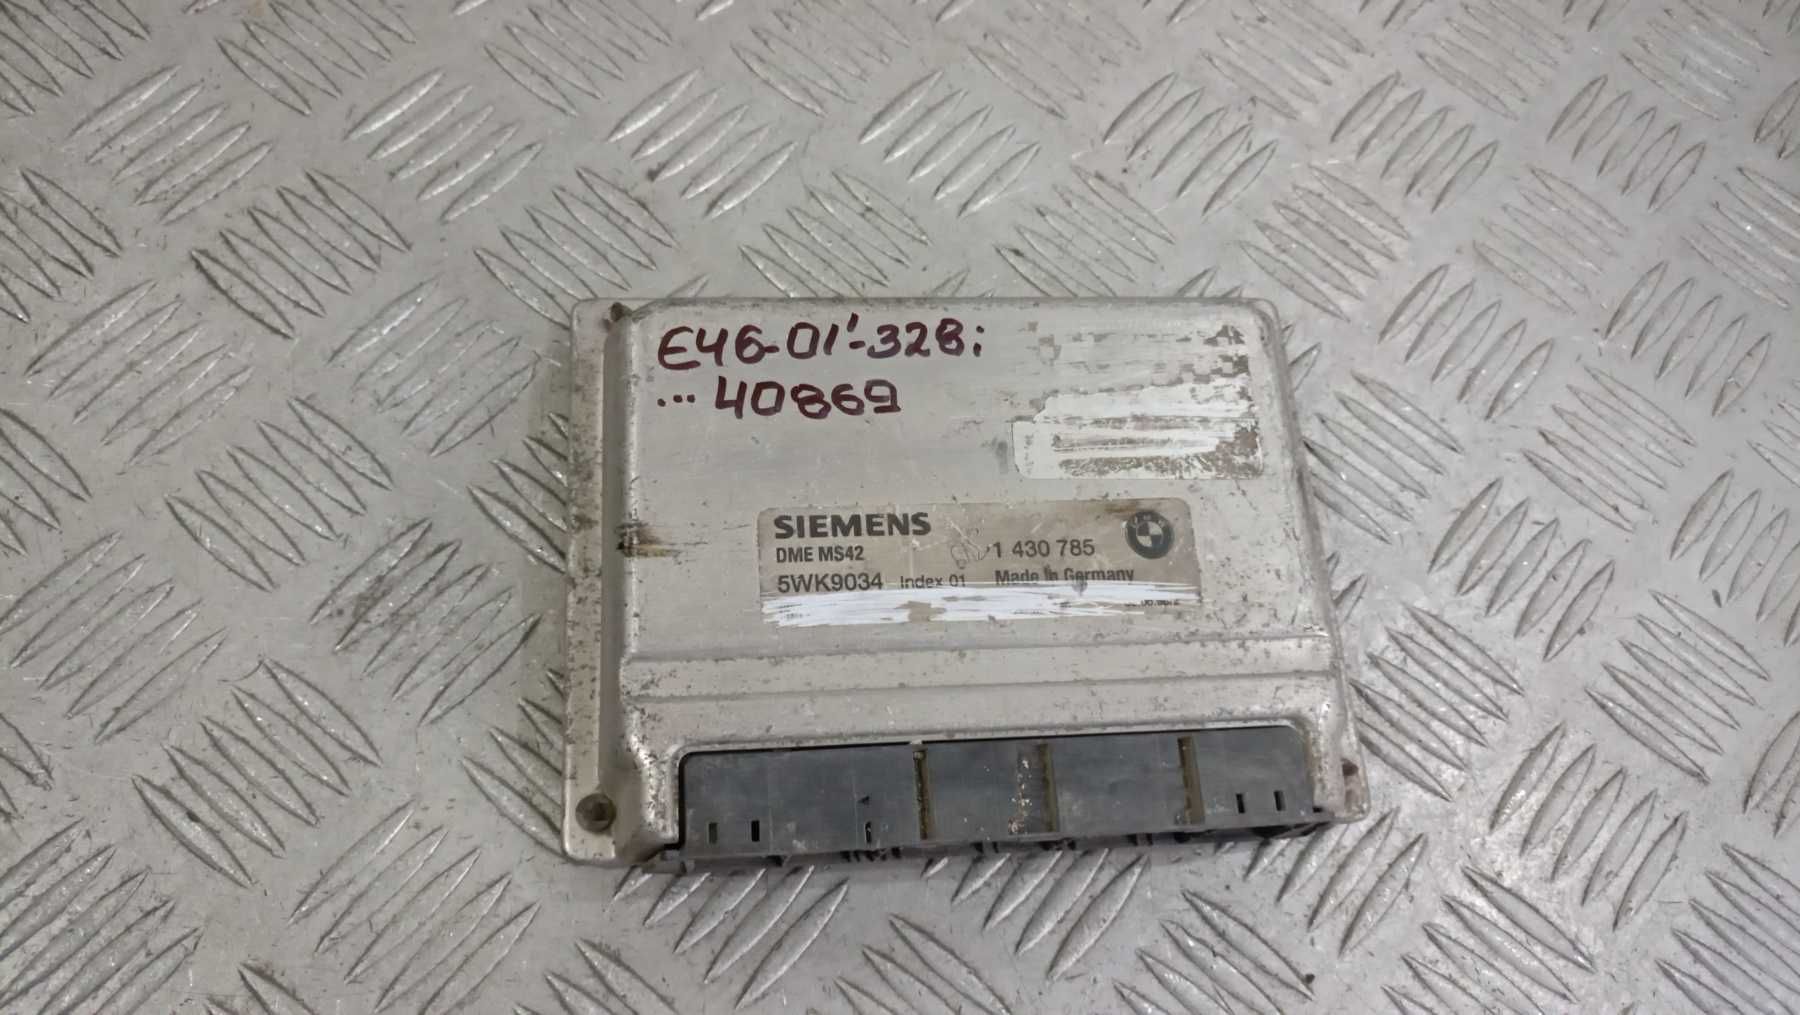 E46-01'-328i
... 40869
SIEMENS
DME MS42
1 430 785
5WK9034 Index 01 Made in Germany